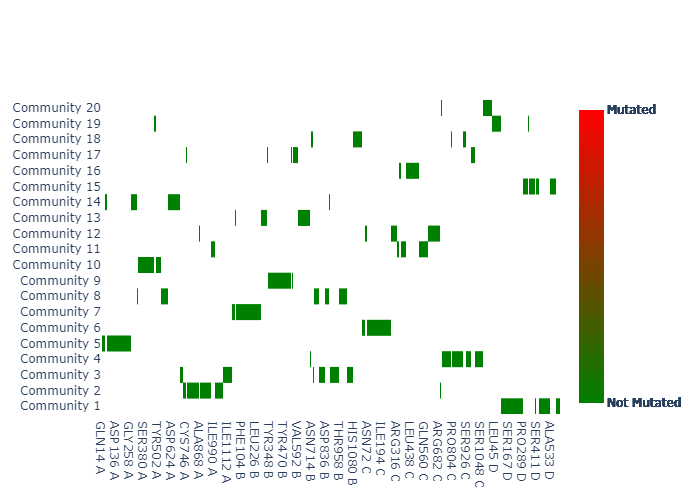 Community 20
Community 19
Community 18
Community 17
Community 16
Community 15
Community 14
Community 13
Community 12
Community 11
Community 10
Community 9
Community 8
Community 7
Community 6
Community 5
Community 4
Community 3
Community 2
Community 1
GLN14 A
ASP136 A
GLY258 A
SER380 A
TYR502 A
ASP624 A
CYS746 A
ALA868 A
ILE990 A
ILE1112 A
PHE104 B
LEU226 B
TYR348 B
TYR470 B
VAL592 B
ASN714 B
ASP836 B
THR958 B
HIS1080 B
ASN72 C
ILE194 C
ARG316 C
LEU438 C
GLN560 C
ARG682 C
PRO804 C
SER926 C
SER1048 C
LEU45 D
SER167 D
PRO289 D
SER411 D
ALA533 D
Mutated
Not Mutated